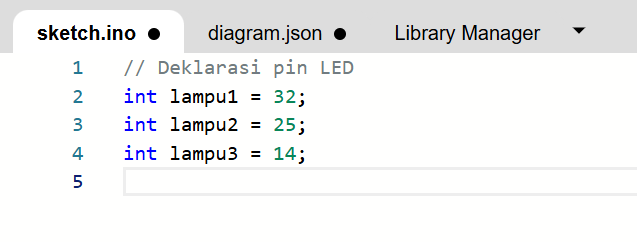 sketch.ino ● diagram.json ● Library Manager
1 // Deklarasi pin LED
2 int lampu1 = 32;
3 int lampu2 = 25;
4 int lampu3 = 14;
5